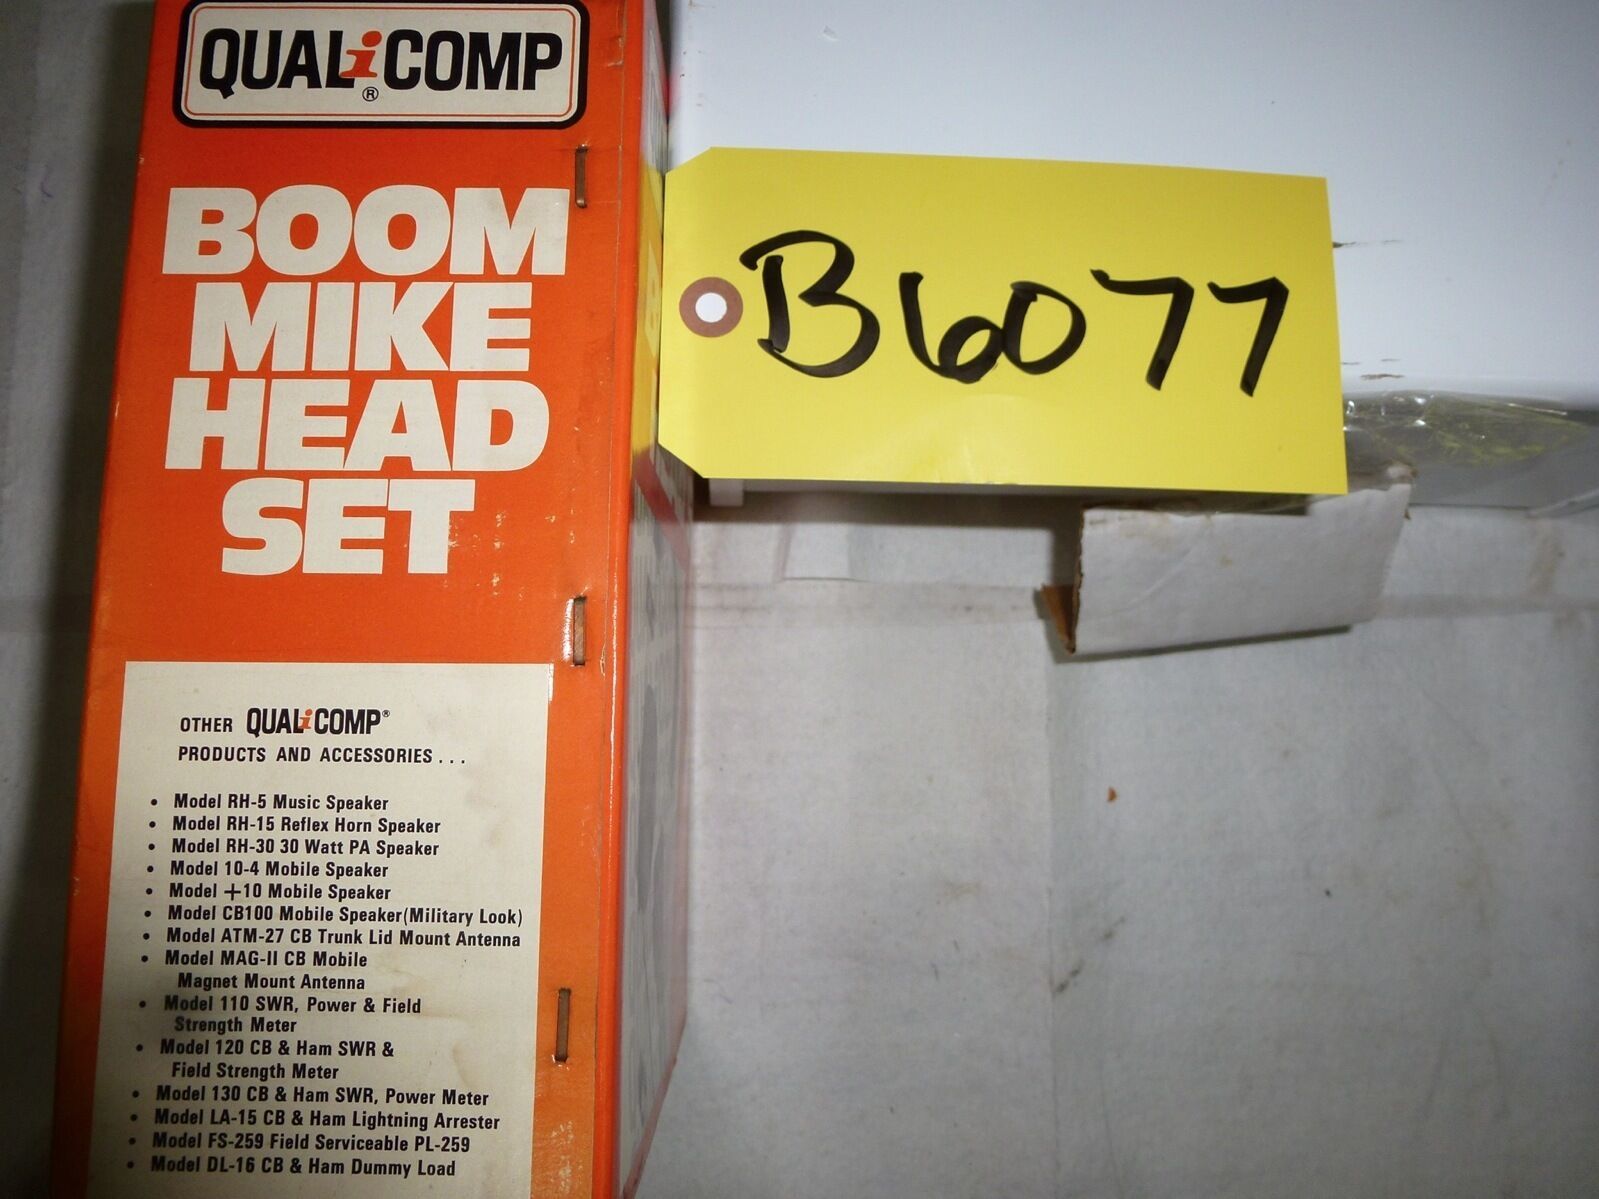 QUALiCOMP
®
BOOM
MIKE
HEAD
SET
OTHER QUALiCOMP®
PRODUCTS AND ACCESSORIES . . .
• Model RH-5 Music Speaker
• Model RH-15 Reflex Horn Speaker
• Model RH-30 30 Watt PA Speaker
• Model 10-4 Mobile Speaker
• Model +10 Mobile Speaker
• Model CB100 Mobile Speaker(Military Look)
• Model ATM-27 CB Trunk Lid Mount Antenna
• Model MAG-II CB Mobile
Magnet Mount Antenna
• Model 110 SWR, Power & Field
Strength Meter
• Model 120 CB & Ham SWR &
Field Strength Meter
• Model 130 CB & Ham SWR, Power Meter
• Model LA-15 CB & Ham Lightning Arrester
• Model FS-259 Field Serviceable PL-259
• Model DL-16 CB & Ham Dummy Load
B6077